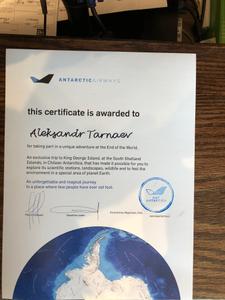 ANTARCTICAIRWAYS
this certificate is awarded to
Aleksandr Tarnaev
for taking part in a unique adventure at the End of the World.
An exclusive trip to King George Island, at the South Shetland
Islands, in Chilean Antarctica, that has made it possible for you to
explore its scientific stations, landscapes, wildlife and to feel the
environment in a special area of planet Earth.
An unforgettable and magical journey
to a place where few people have ever set foot.